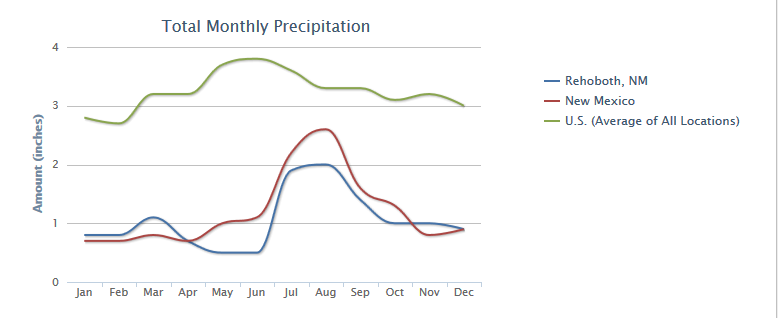 Total Monthly Precipitation
4
3
2
1
0
Amount (inches)
Jan Feb Mar Apr May Jun Jul Aug Sep Oct Nov Dec
Rehoboth, NM
New Mexico
U.S. (Average of All Locations)